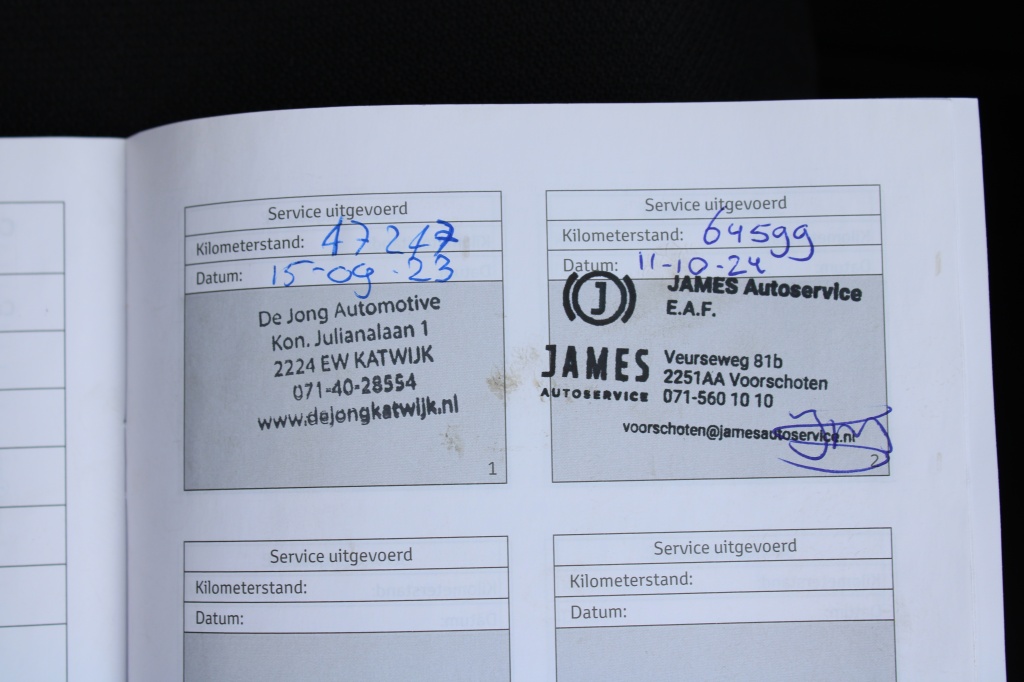 Service uitgevoerd
Kilometerstand: 47247
Datum: 15-09-23
De Jong Automotive
Kon. Julianalaan 1
2224 EW KATWIJK
071-40-28554
www.dejongkatwijk.nl
1
Service uitgevoerd
Kilometerstand: 64599
Datum: 11-10-24
J
JAMES Autoservice
E.A.F.
JAMES
AUTOSERVICE
Veurseweg 81b
2251AA Voorschoten
071-560 10 10
voorschoten@jamesautoservice.nl
2
Service uitgevoerd
Kilometerstand:
Datum:
Service uitgevoerd
Kilometerstand:
Datum: